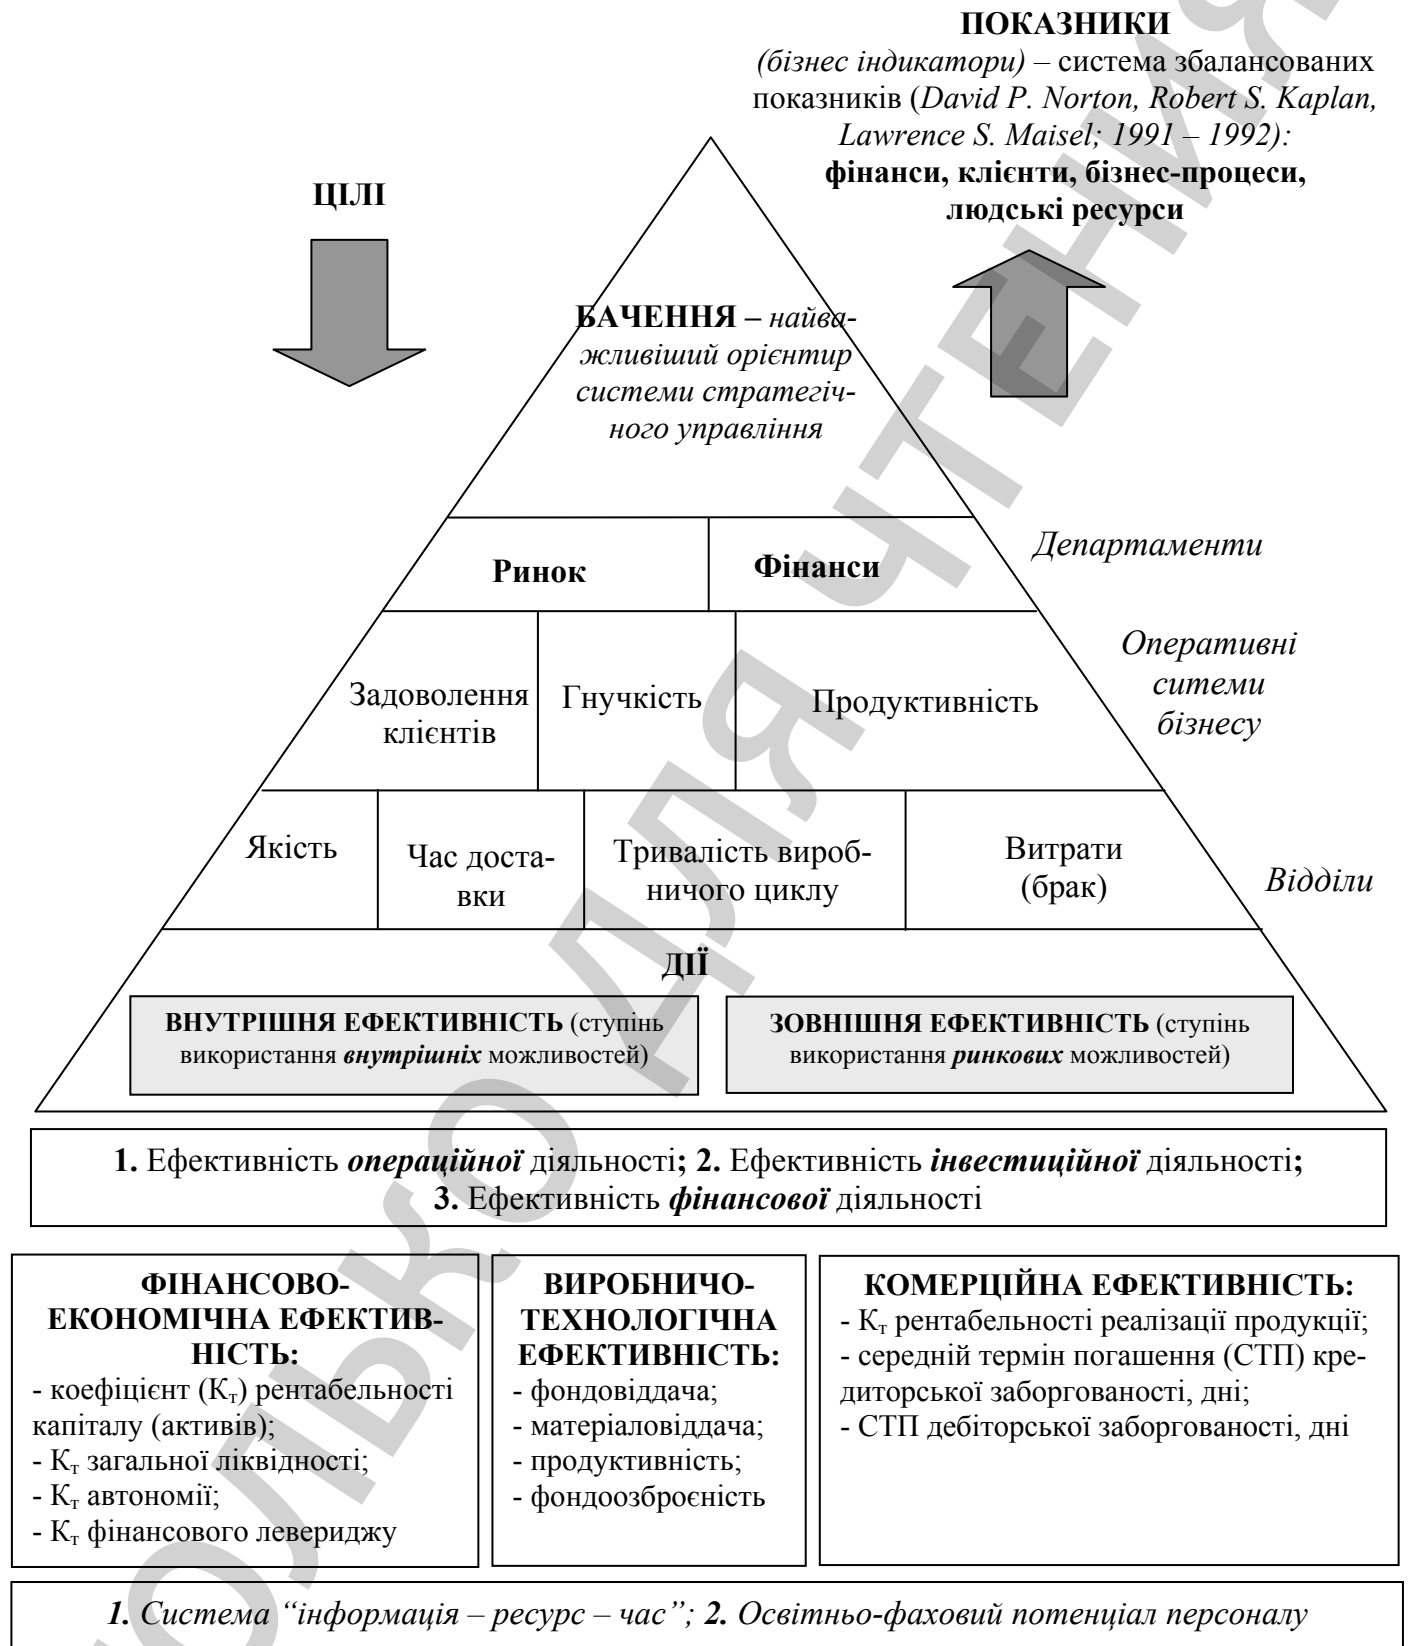 ПОКАЗНИКИ
(бізнес індикатори) – система збалансованих
показників (David P. Norton, Robert S. Kaplan,
Lawrence S. Maisel; 1991 – 1992):
фінанси, клієнти, бізнес-процеси,
людські ресурси
ЦІЛІ
БАЧЕННЯ – найва-
жливіший орієнтир
системи стратегіч-
ного управління
Ринок
Фінанси
Департаменти
Задоволення
клієнтів
Гнучкість
Продуктивність
Оперативні
ситеми
бізнесу
Якість
Час доста-
вки
Тривалість вироб-
ничого циклу
Витрати
(брак)
Відділи
ДІЇ
ВНУТРІШНЯ ЕФЕКТИВНІСТЬ (ступінь
використання внутрішніх можливостей)
ЗОВНІШНЯ ЕФЕКТИВНІСТЬ (ступінь
використання ринкових можливостей)
1. Ефективність операційної діяльності; 2. Ефективність інвестиційної діяльності;
3. Ефективність фінансової діяльності
ФІНАНСОВО-
ЕКОНОМІЧНА ЕФЕКТИВ-
НІСТЬ:
- коефіцієнт (Кт) рентабельності
капіталу (активів);
- Кт загальної ліквідності;
- Кт автономії;
- Кт фінансового левериджу
ВИРОБНИЧО-
ТЕХНОЛОГІЧНА
ЕФЕКТИВНІСТЬ:
- фондовіддача;
- матеріаловіддача;
- продуктивність;
- фондоозброєність
КОМЕРЦІЙНА ЕФЕКТИВНІСТЬ:
- Кт рентабельності реалізації продукції;
- середній термін погашення (СТП) кре-
диторської заборгованості, дні;
- СТП дебіторської заборгованості, дні
1. Система “інформація – ресурс – час”; 2. Освітньо-фаховий потенціал персоналу
ОЛЬКО ДЛЯ ЧТЕНИЯ